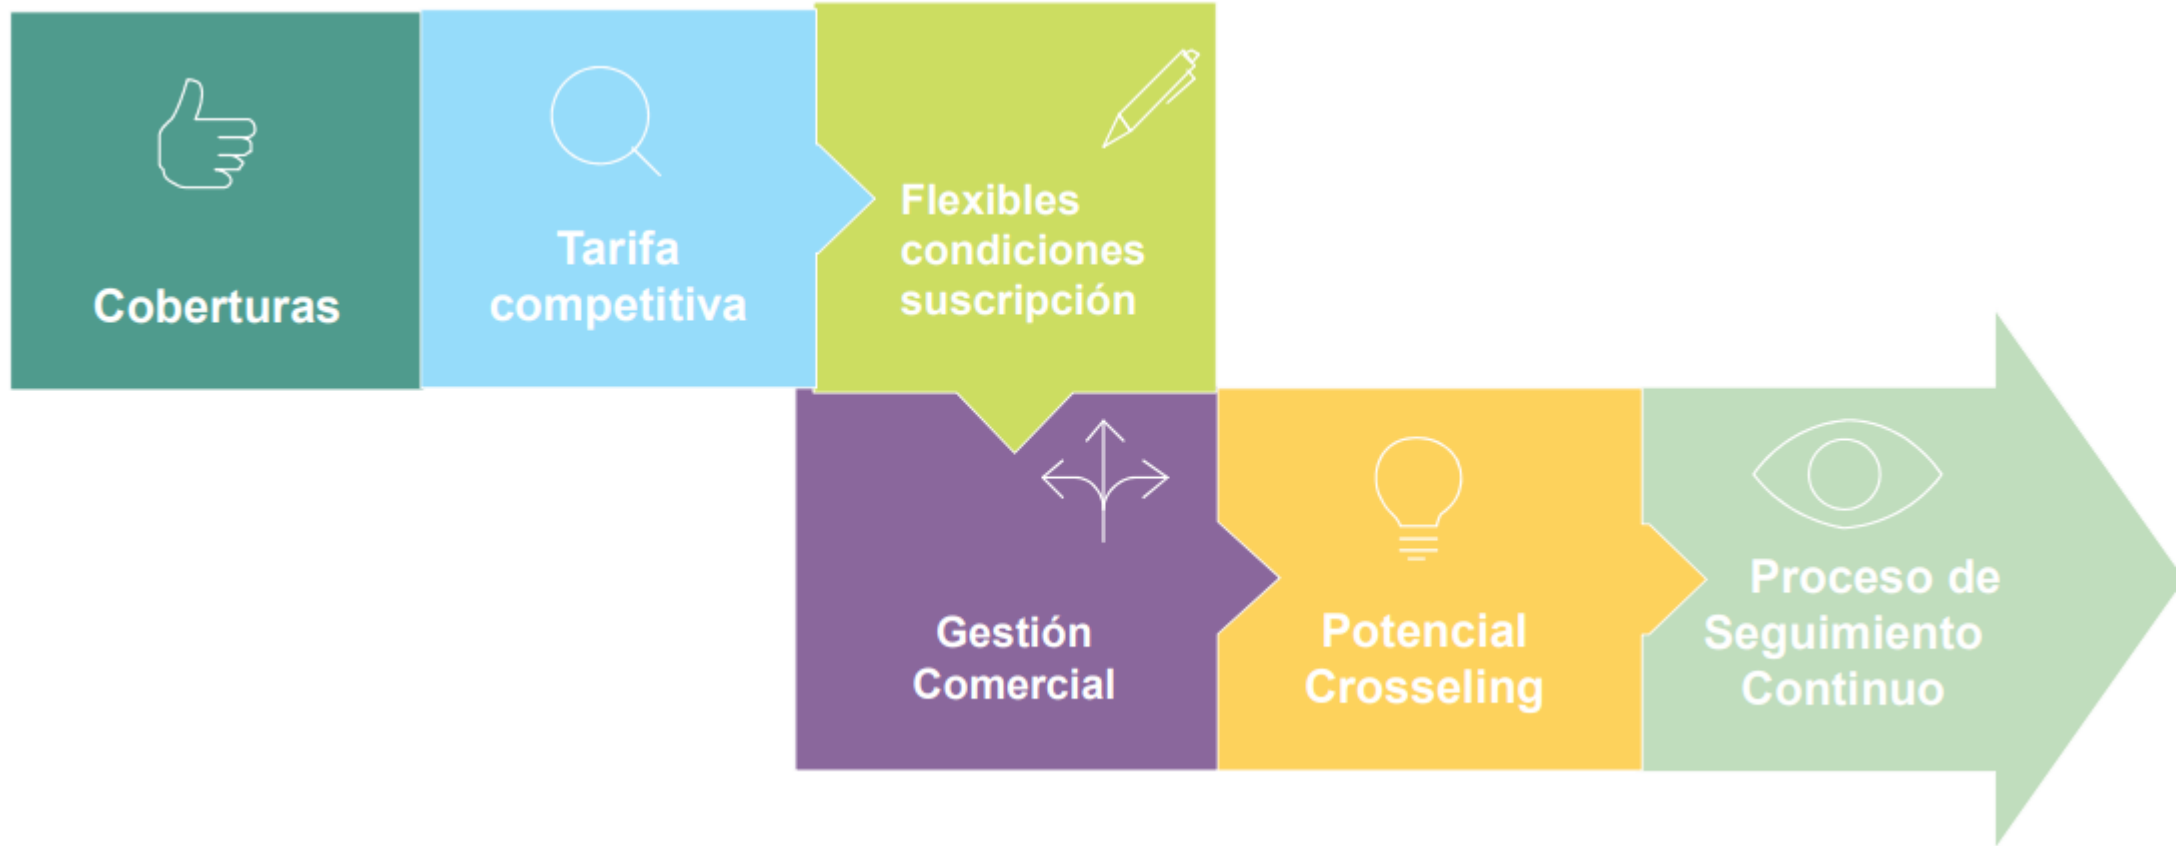 Coberturas
Tarifa
competitiva
Flexibles
condiciones
suscripción
Gestión
Comercial
Potencial
Crosseling
Proceso de
Seguimiento
Continuo